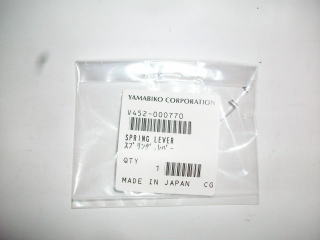 YAMABIKO CORPORATION
V452-000770
SPRING LEVER
スプリング,レバー
QTY 1
MADE IN JAPAN CG